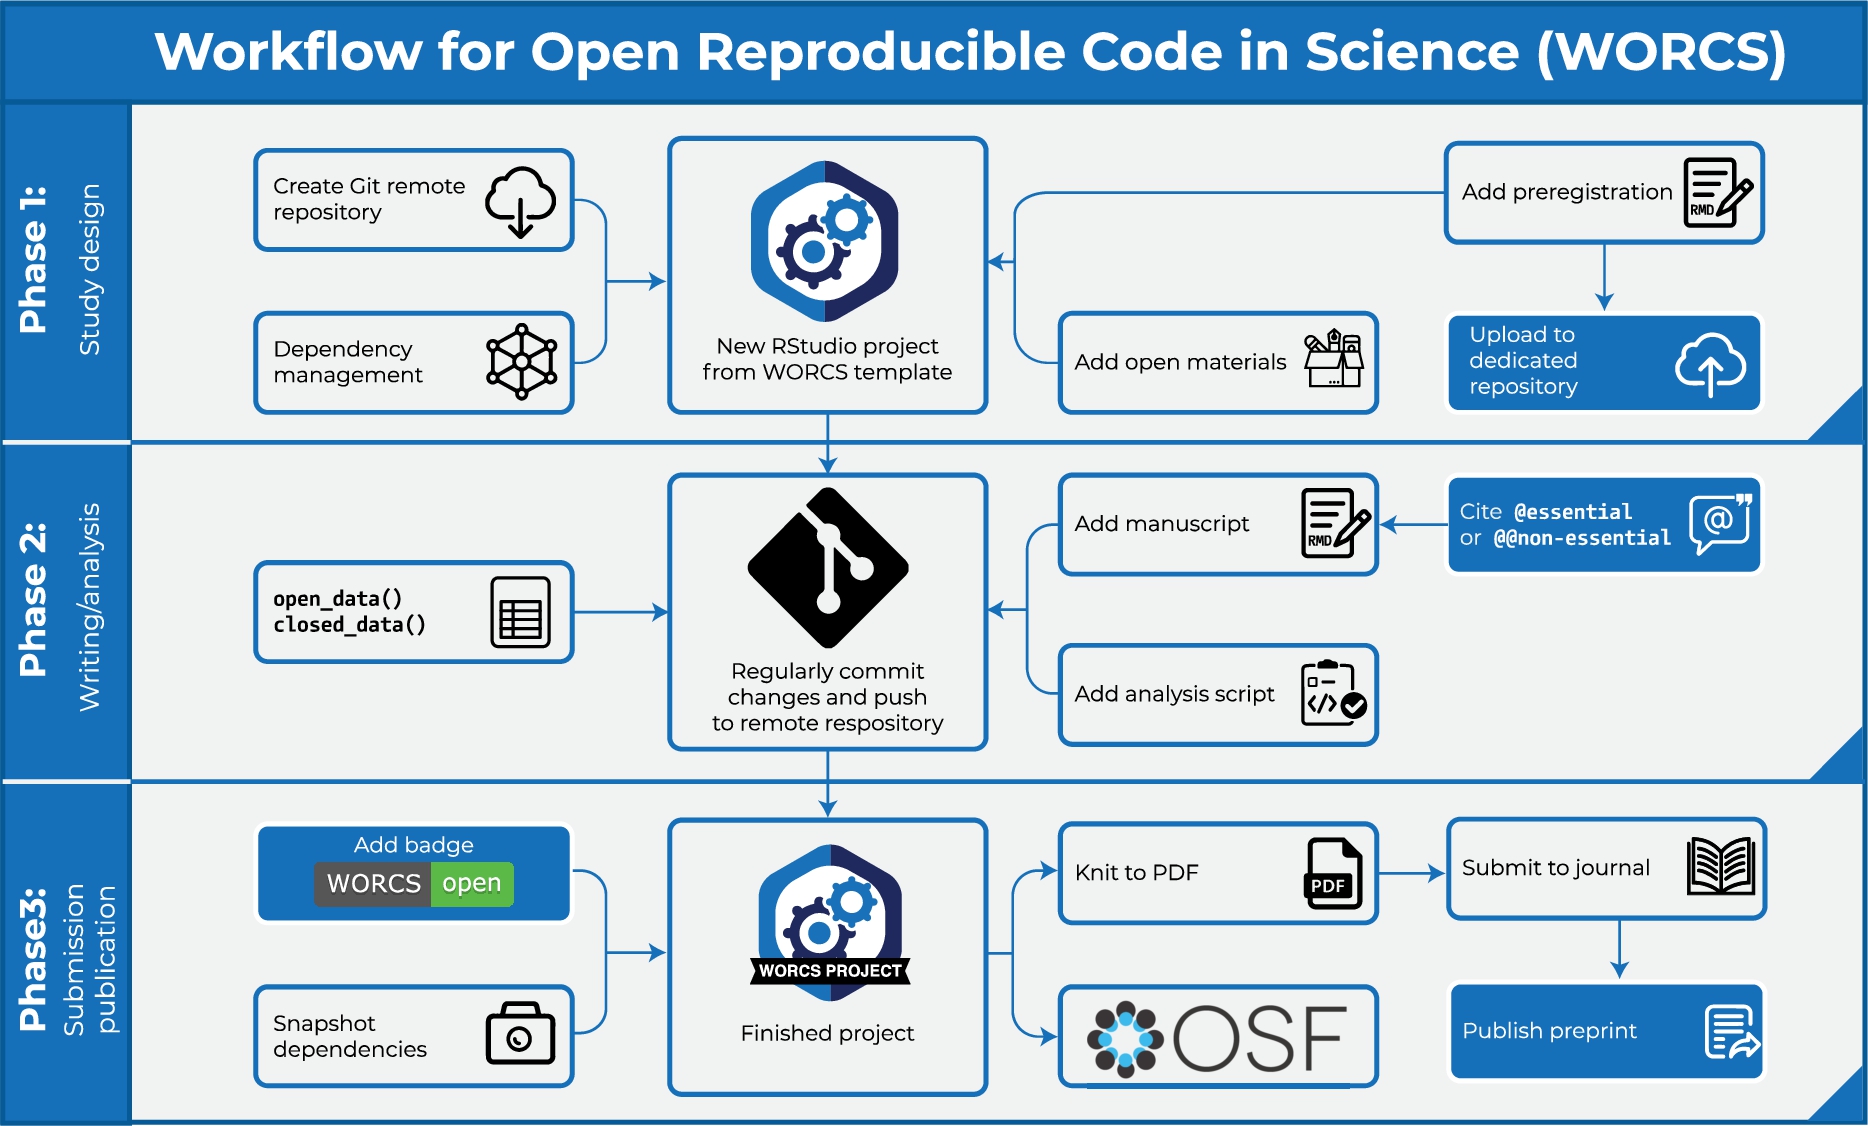 Workflow for Open Reproducible Code in Science (WORCS)
Phase 1:
Study design
Create Git remote
repository
Dependency
management
New RStudio project
from WORCS template
Add preregistration
RMD
Add open materials
Upload to
dedicated
repository
Phase 2:
Writing/analysis
open_data()
closed_data()
Regularly commit
changes and push
to remote respository
Add manuscript
RMD
Cite @essential
or @@non-essential
@
Add analysis script
</>
Phase3:
Submission
publication
Add badge
WORCS open
Snapshot
dependencies
WORCS PROJECT
Finished project
Knit to PDF
PDF
OSF
Submit to journal
Publish preprint